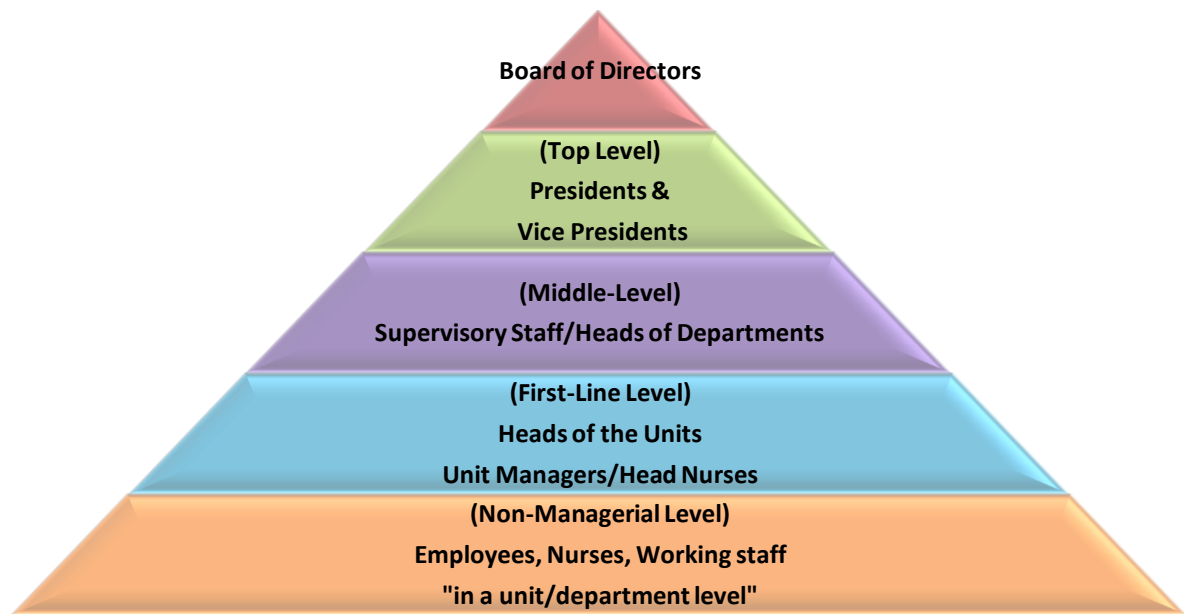 Board of Directors
(Top Level)
Presidents &
Vice Presidents
(Middle-Level)
Supervisory Staff/Heads of Departments
(First-Line Level)
Heads of the Units
Unit Managers/Head Nurses
(Non-Managerial Level)
Employees, Nurses, Working staff
"in a unit/department level"